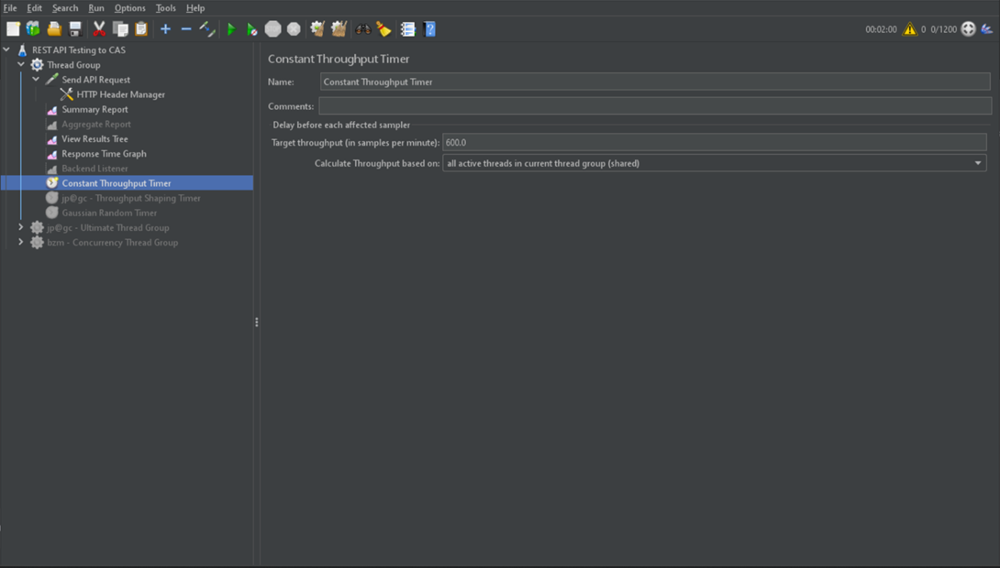 File Edit Search Run Options Tools Help
00:02:00 0 0/1200
REST API Testing to CAS
Thread Group
Send API Request
HTTP Header Manager
Summary Report
Aggregate Report
View Results Tree
Response Time Graph
Backend Listener
Constant Throughput Timer
jp@gc - Throughput Shaping Timer
Gaussian Random Timer
jp@gc - Ultimate Thread Group
bzm - Concurrency Thread Group
Constant Throughput Timer
Name: Constant Throughput Timer
Comments:
Delay before each affected sampler
Target throughput (in samples per minute): 600.0
Calculate Throughput based on: all active threads in current thread group (shared)